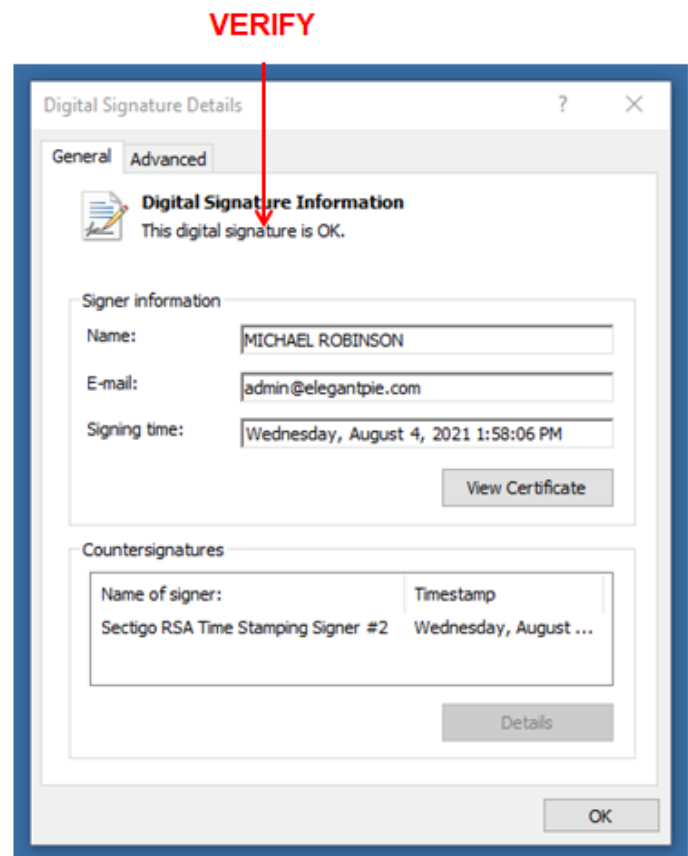 VERIFY
Digital Signature Details ?
General Advanced
Digital Signature Information
This digital signature is OK.
Signer information
Name: MICHAEL ROBINSON
E-mail: admin@elegantpie.com
Signing time: Wednesday, August 4, 2021 1:58:06 PM
View Certificate
Countersignatures
Name of signer: Timestamp
Sectigo RSA Time Stamping Signer #2 Wednesday, August ...
Details
OK